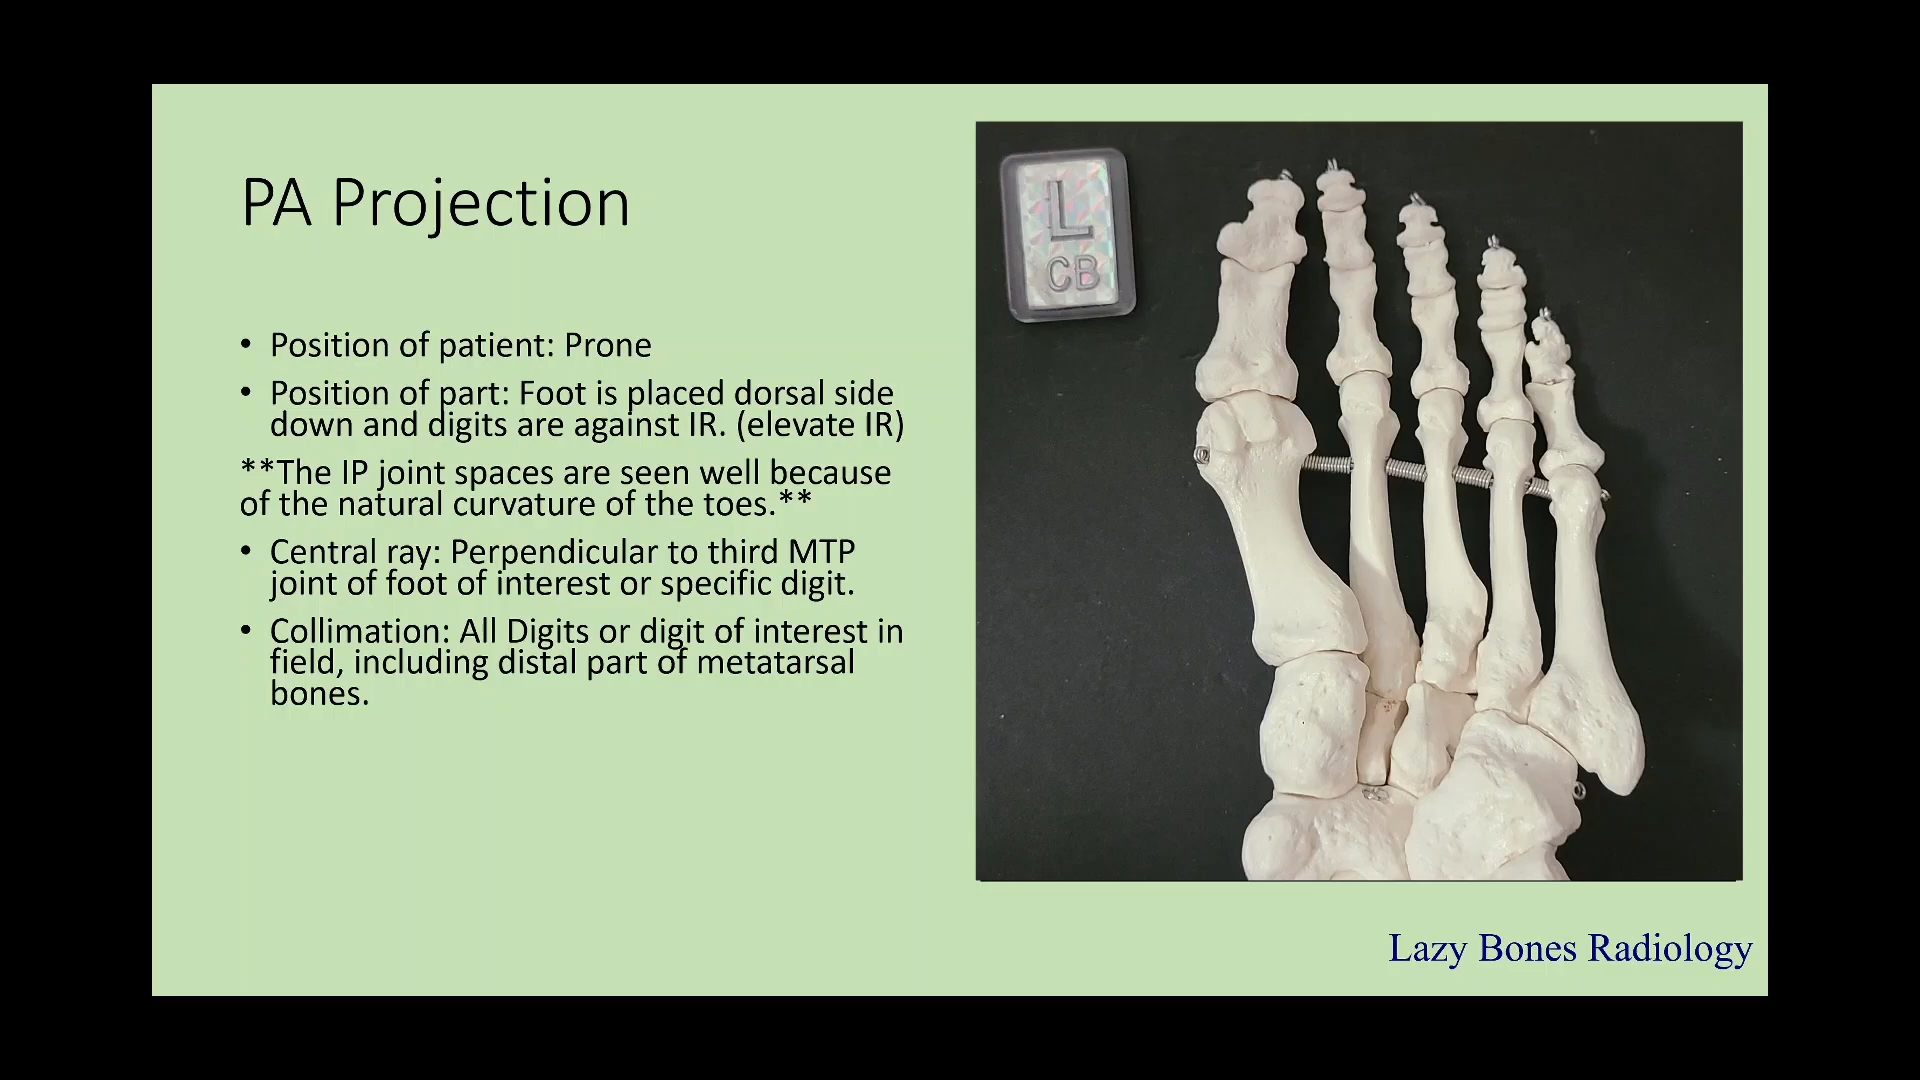 PA Projection
• Position of patient: Prone
• Position of part: Foot is placed dorsal side
down and digits are against IR. (elevate IR)
**The IP joint spaces are seen well because
of the natural curvature of the toes.**
• Central ray: Perpendicular to third MTP
joint of foot of interest or specific digit.
• Collimation: All Digits or digit of interest in
field, including distal part of metatarsal
bones.
L
CB
Lazy Bones Radiology